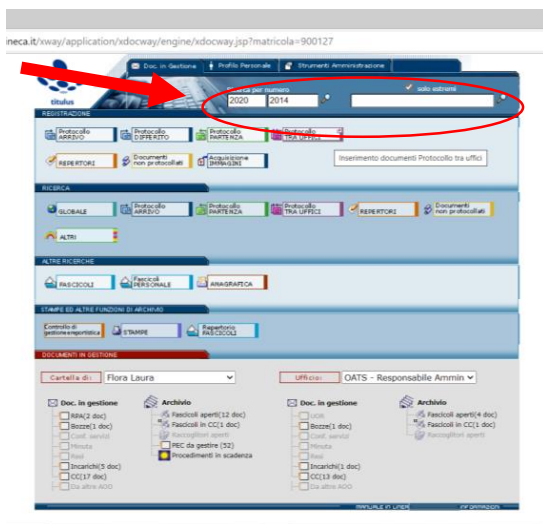 ineca.it/xway/application/xdocway/engine/xdocway.jsp?matricola=900127
Doc. in Gestione
Profilo Personale
Strumenti Amministrazione
titulus
per numero
solo estremi
2020
2014
REGISTRAZIONE
Protocollo ARRIVO
Protocollo DIFFERITO
Protocollo PARTENZA
Protocollo TRA UFFICI
REPERTORI
Documenti non protocollati
Acquisizione IMMAGINI
Inserimento documenti Protocollo tra uffici
RICERCA
GLOBALE
Protocollo ARRIVO
Protocollo PARTENZA
Protocollo TRA UFFICI
REPERTORI
Documenti non protocollati
ALTRI
ALTRE RICERCHE
FASCICOLI
Fascicoli PERSONALE
ANAGRAFICA
STAMPE ED ALTRE FUNZIONI DI ARCHIVIO
Controllo di
STAMPE
Repertorio FASCICOLI
DOCUMENTI IN GESTIONE
Cartella di:
Flora Laura
Ufficio:
OATS - Responsabile Ammin
Doc. in gestione
RPA(2 doc)
Bozze(1 doc)
Conf. servizi
Minuta
Rasi
Incarichi(5 doc)
CC(17 doc)
Da altre AOO
Archivio
Fascicoli aperti(12 doc)
Fascicoli in CC(1 doc)
Raccoglitori aperti
PEC da gestire (52)
Procedimenti in scadenza
Doc. in gestione
UOR
Bozze(1 doc)
Conf. servizi
Minuta
Rasi
Incarichi(1 doc)
CC(13 doc)
Da altre AOO
Archivio
Fascicoli aperti(4 doc)
Fascicoli in CC(1 doc)
Raccoglitori aperti
MANUALE IN LINEA
INFORMAZIONI